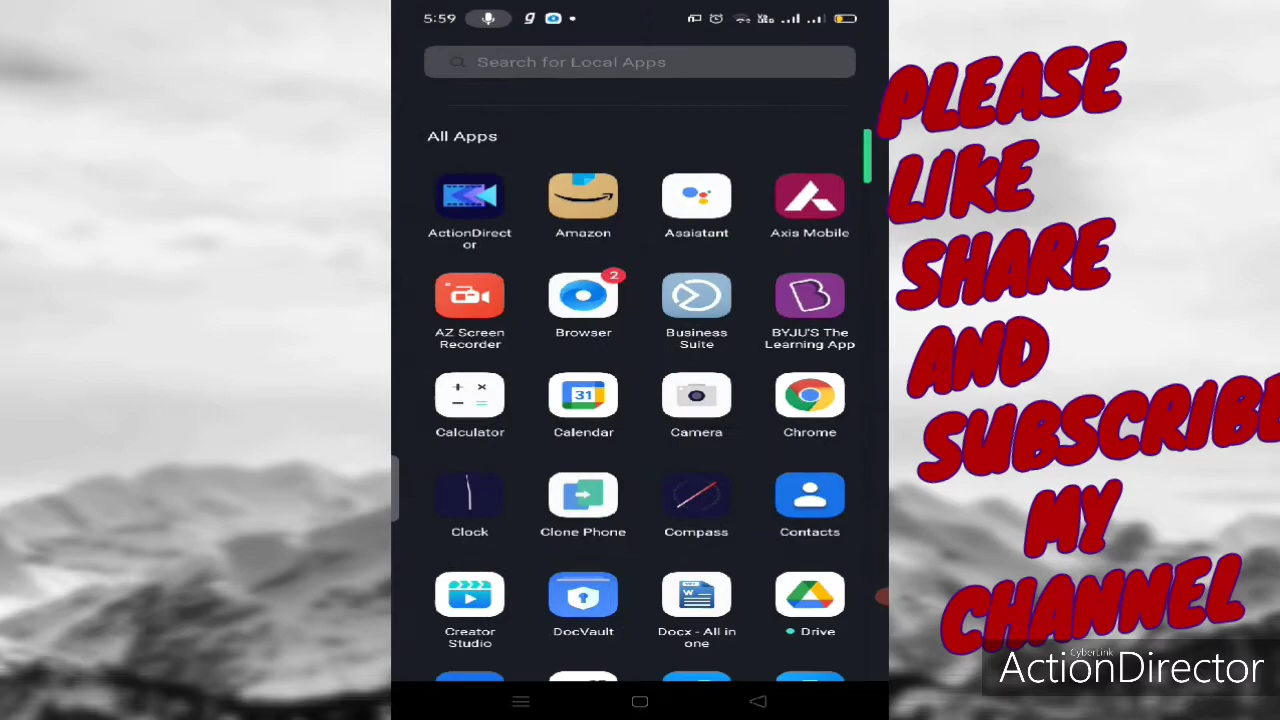 5:59
Search for Local Apps
All Apps
ActionDirect
or
Amazon
Assistant
Axis Mobile
2
AZ Screen
Recorder
Browser
Business
Suite
BYJU'S The
Learning App
Calculator
31
Calendar
Camera
Chrome
Clock
Clone Phone
Compass
Contacts
Creator
Studio
DocVault
W
Docx - All in
one
Drive
PLEASE
LIKE
SHARE
AND
SUBSCRIBE
MY
CHANNEL
CyberLink
ActionDirector